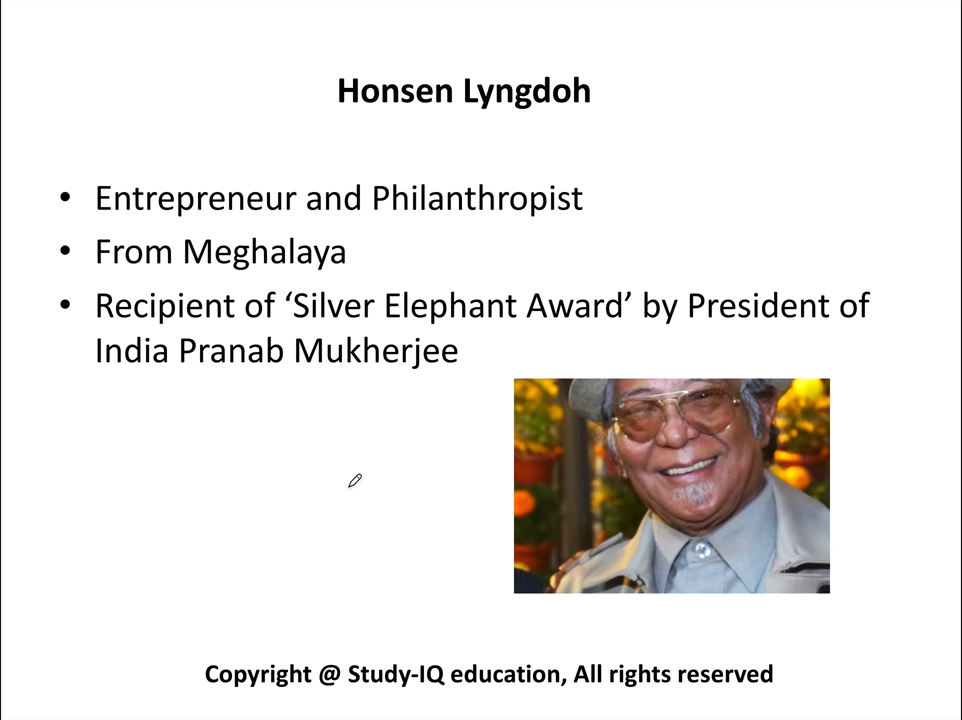 Honsen Lyngdoh
• Entrepreneur and Philanthropist
• From Meghalaya
• Recipient of ‘Silver Elephant Award’ by President of
India Pranab Mukherjee
Copyright @ Study-IQ education, All rights reserved